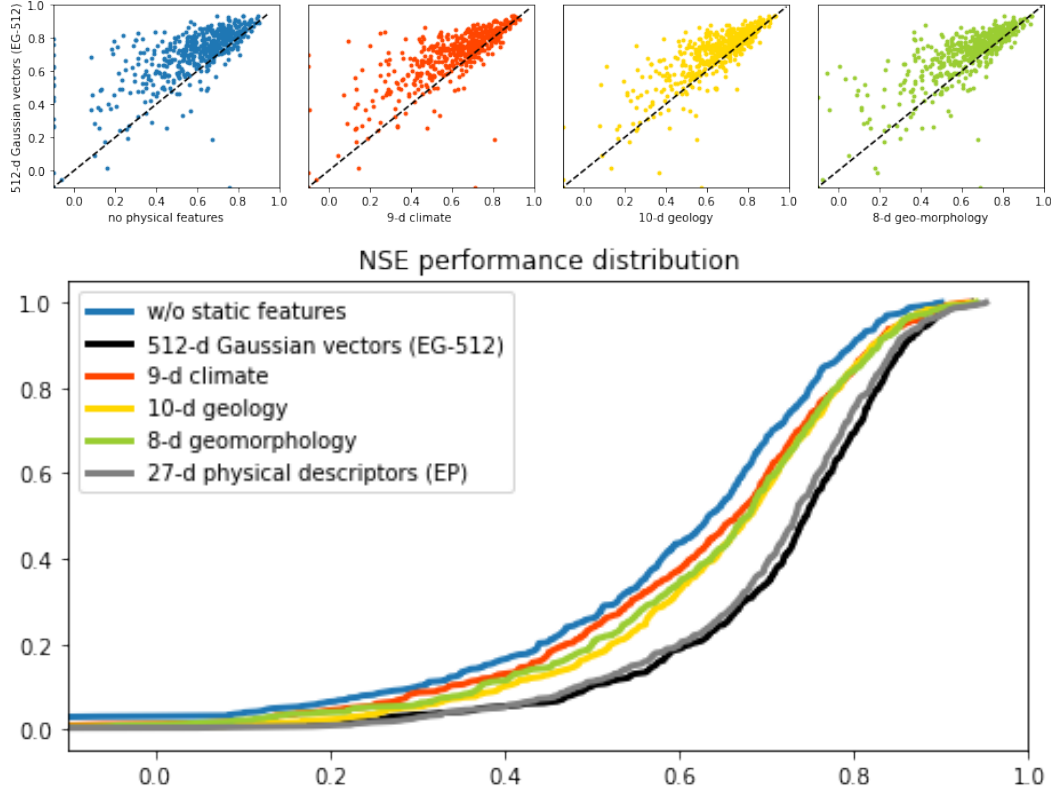 512-d Gaussian vectors (EG-512)
1.0
0.8
0.6
0.4
0.2
0.0
0.0 0.2 0.4 0.6 0.8 1.0
no physical features
0.0 0.2 0.4 0.6 0.8 1.0
9-d climate
0.0 0.2 0.4 0.6 0.8 1.0
10-d geology
0.0 0.2 0.4 0.6 0.8 1.0
8-d geo-morphology
NSE performance distribution
1.0
0.8
0.6
0.4
0.2
0.0
w/o static features
512-d Gaussian vectors (EG-512)
9-d climate
10-d geology
8-d geomorphology
27-d physical descriptors (EP)
0.0 0.2 0.4 0.6 0.8 1.0